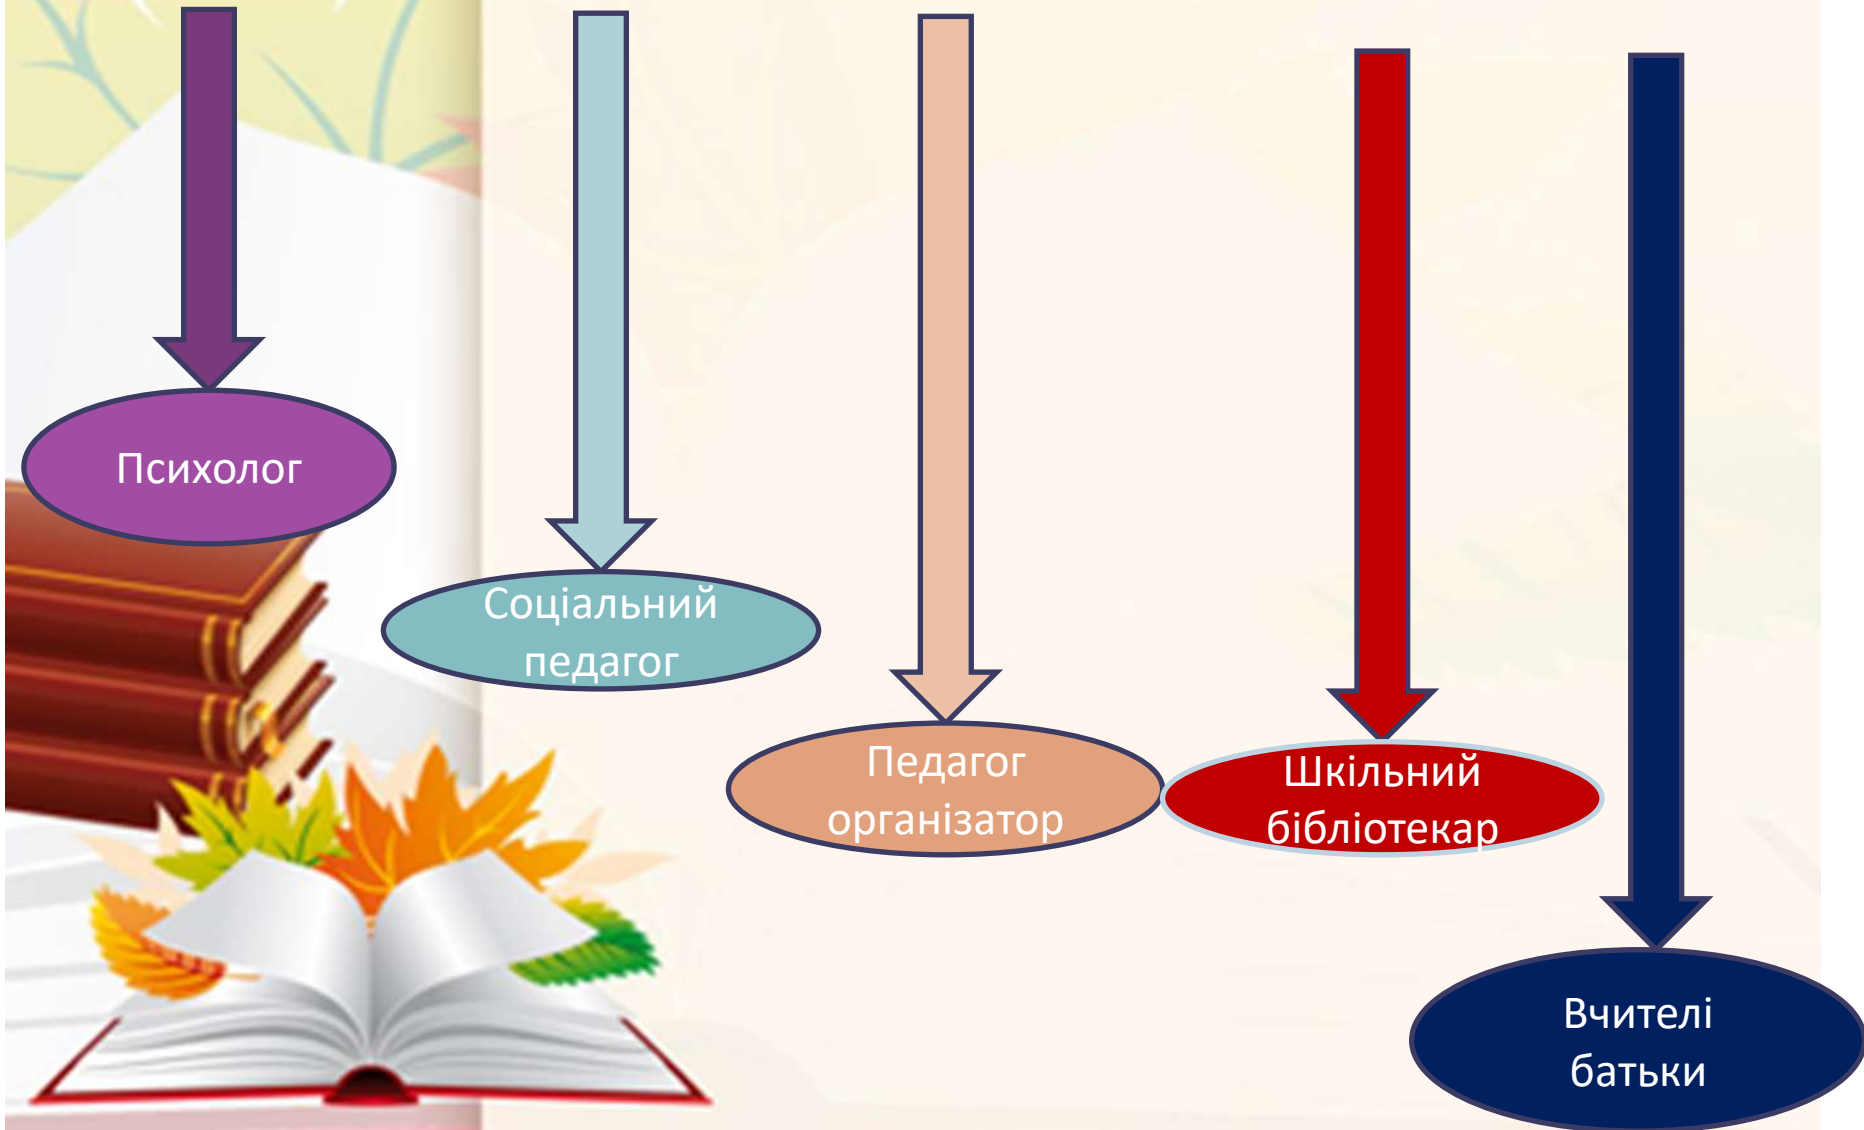 Психолог
Соціальний
педагог
Педагог
організатор
Шкільний
бібліотекар
Вчителі
батьки